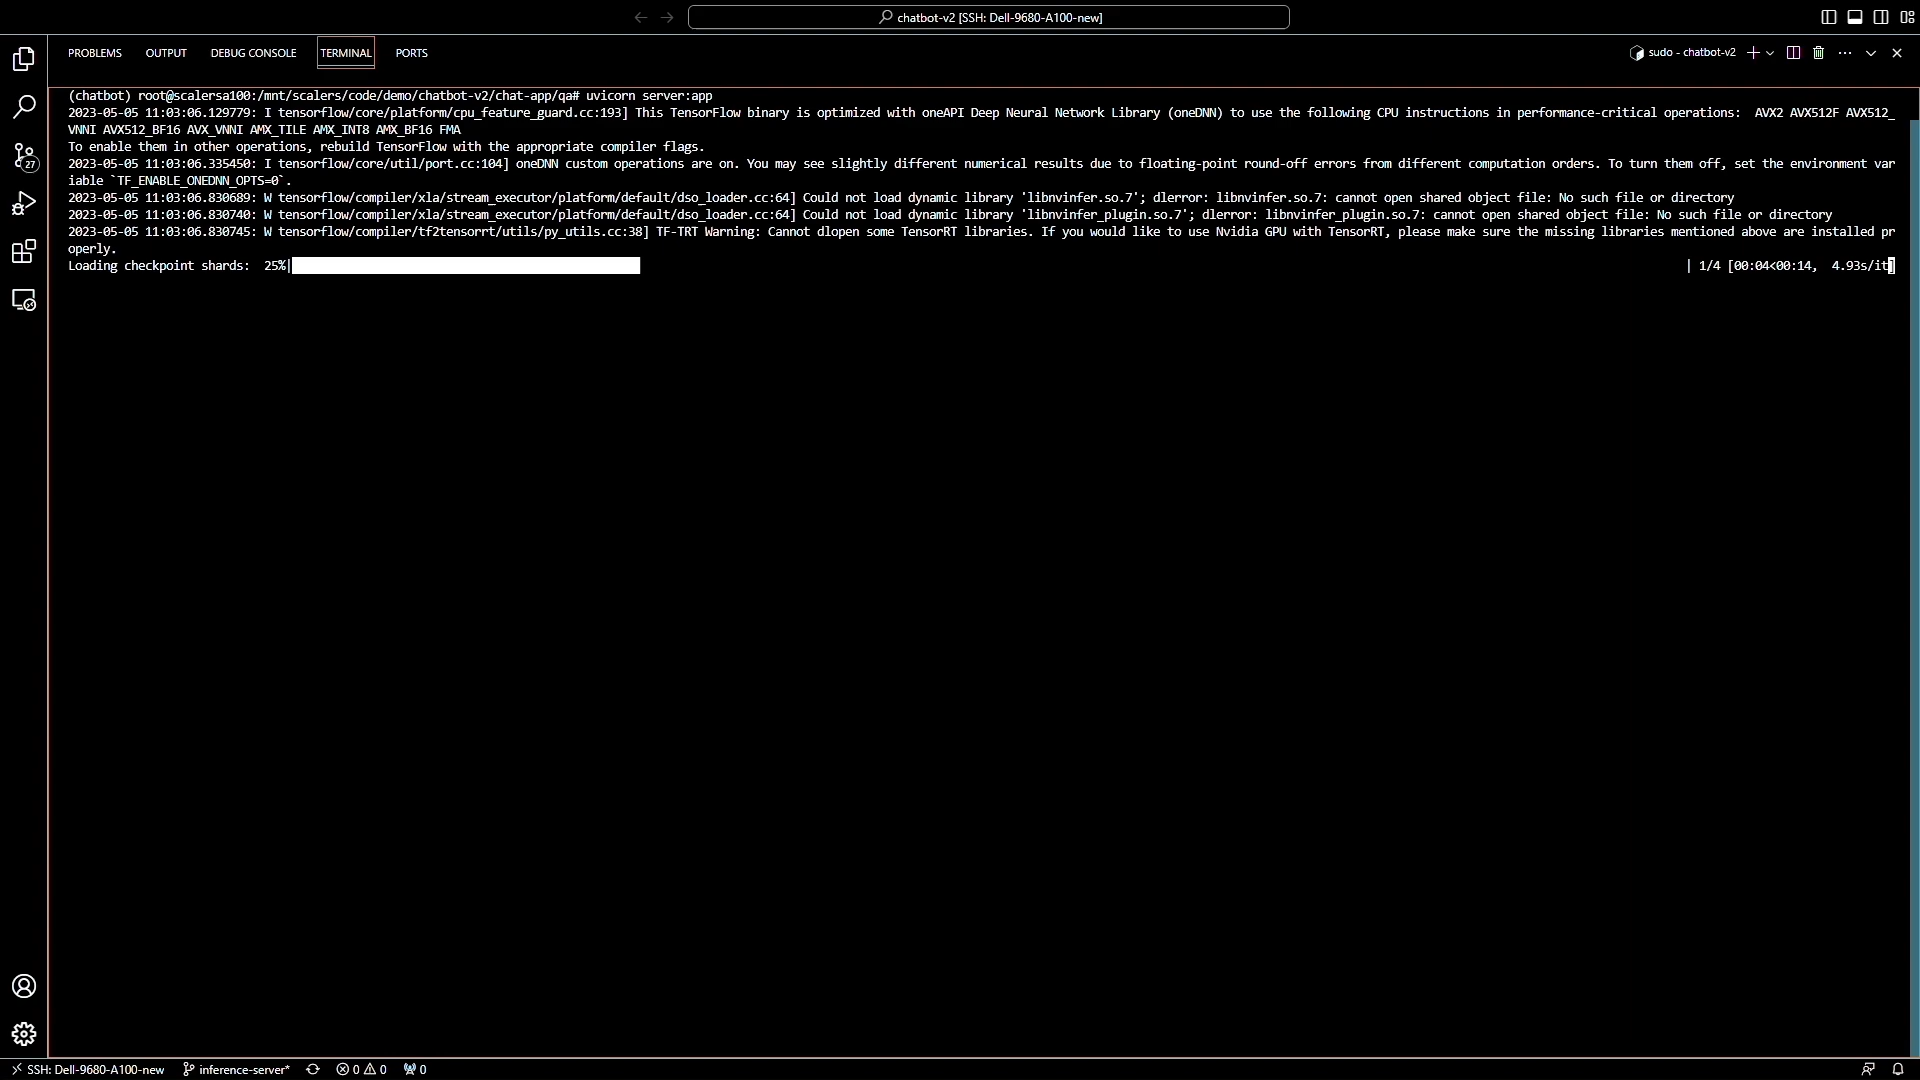 chatbot-v2 [SSH: Dell-9680-A100-new]
PROBLEMS OUTPUT DEBUG CONSOLE TERMINAL PORTS
sudo - chatbot-v2
(chatbot) root@scalersa100:/mnt/scalers/code/demo/chatbot-v2/chat-app/qa# uvicorn server:app
2023-05-05 11:03:06.129779: I tensorflow/core/platform/cpu_feature_guard.cc:193] This TensorFlow binary is optimized with oneAPI Deep Neural Network Library (oneDNN) to use the following CPU instructions in performance-critical operations:  AVX2 AVX512F AVX512_
VNNI AVX512_BF16 AVX_VNNI AMX_TILE AMX_INT8 AMX_BF16 FMA
To enable them in other operations, rebuild TensorFlow with the appropriate compiler flags.
2023-05-05 11:03:06.335450: I tensorflow/core/util/port.cc:104] oneDNN custom operations are on. You may see slightly different numerical results due to floating-point round-off errors from different computation orders. To turn them off, set the environment var
iable `TF_ENABLE_ONEDNN_OPTS=0`.
2023-05-05 11:03:06.830689: W tensorflow/compiler/xla/stream_executor/platform/default/dso_loader.cc:64] Could not load dynamic library 'libnvinfer.so.7'; dlerror: libnvinfer.so.7: cannot open shared object file: No such file or directory
2023-05-05 11:03:06.830740: W tensorflow/compiler/xla/stream_executor/platform/default/dso_loader.cc:64] Could not load dynamic library 'libnvinfer_plugin.so.7'; dlerror: libnvinfer_plugin.so.7: cannot open shared object file: No such file or directory
2023-05-05 11:03:06.830745: W tensorflow/compiler/tf2tensorrt/utils/py_utils.cc:38] TF-TRT Warning: Cannot dlopen some TensorRT libraries. If you would like to use Nvidia GPU with TensorRT, please make sure the missing libraries mentioned above are installed pr
operly.
Loading checkpoint shards:  25%| | 1/4 [00:04<00:14,  4.93s/it]
27
SSH: Dell-9680-A100-new inference-server* 0 0 0